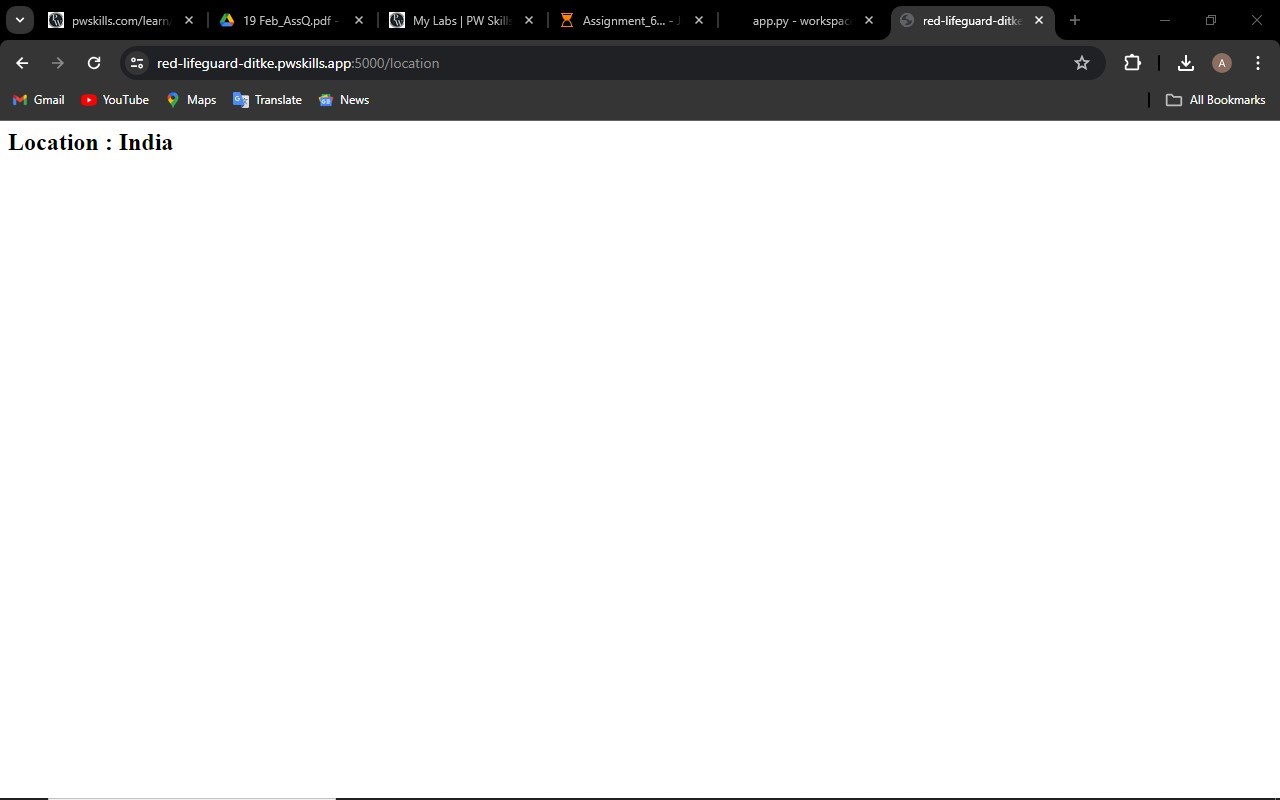 pwskills.com/learn
19 Feb_AssQ.pdf -
My Labs | PW Skills
Assignment_6... - J
app.py - workspac
red-lifeguard-ditke
red-lifeguard-ditke.pwskills.app:5000/location
A
Gmail
YouTube
Maps
Translate
News
All Bookmarks
Location : India